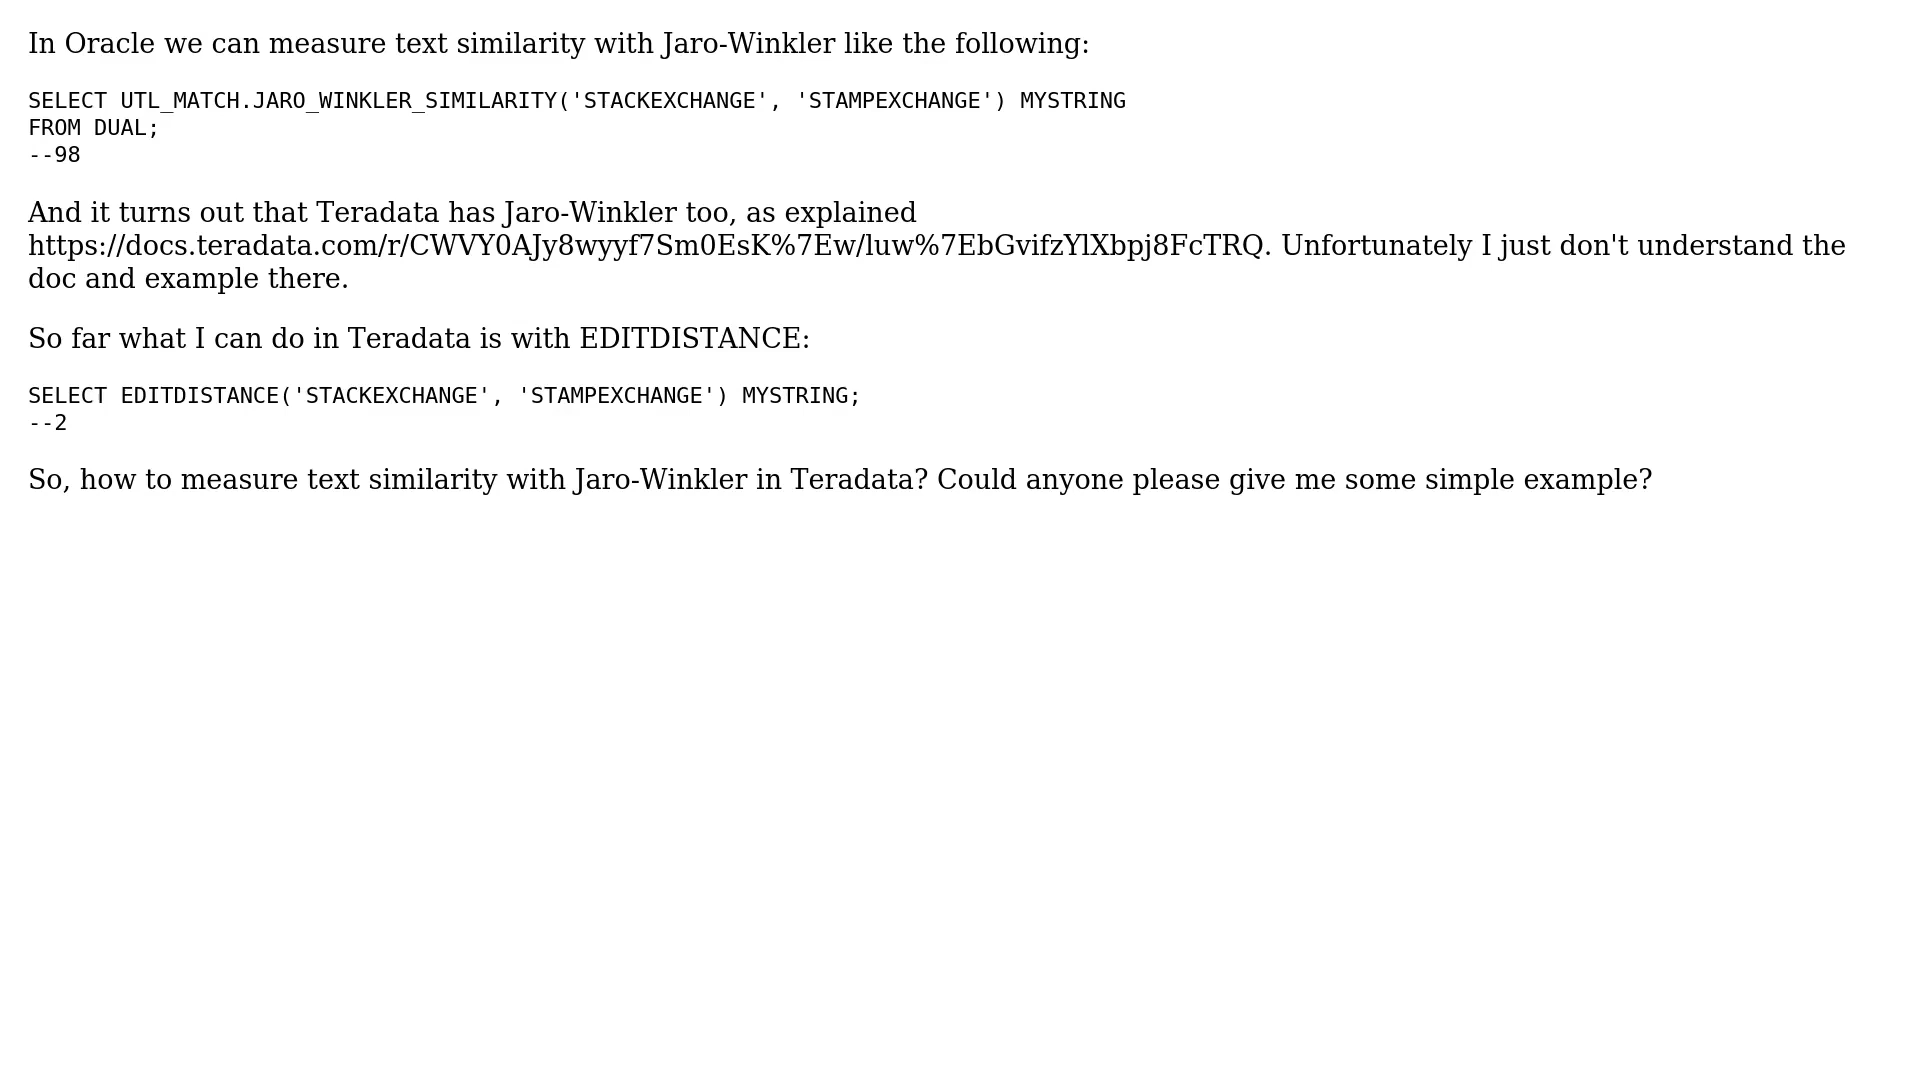 In Oracle we can measure text similarity with Jaro-Winkler like the following:
SELECT UTL_MATCH.JARO_WINKLER_SIMILARITY('STACKEXCHANGE', 'STAMPEXCHANGE') MYSTRING
FROM DUAL;
--98
And it turns out that Teradata has Jaro-Winkler too, as explained
https://docs.teradata.com/r/CWVY0AJy8wyyf7Sm0EsK%7Ew/luw%7EbGvifzYlXbpj8FcTRQ. Unfortunately I just don't understand the
doc and example there.
So far what I can do in Teradata is with EDITDISTANCE:
SELECT EDITDISTANCE('STACKEXCHANGE', 'STAMPEXCHANGE') MYSTRING;
--2
So, how to measure text similarity with Jaro-Winkler in Teradata? Could anyone please give me some simple example?